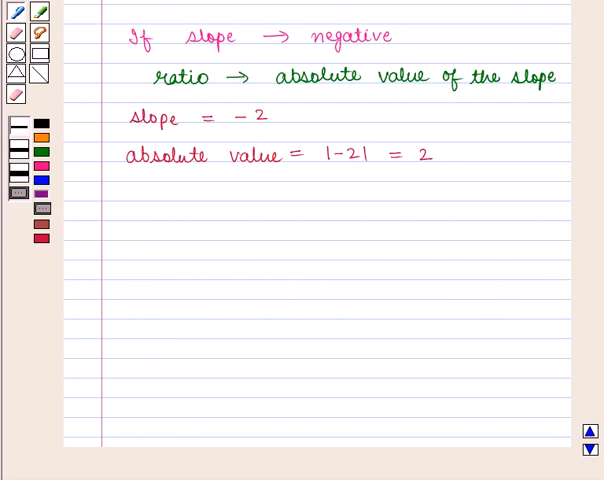 If slope → negative
ratio → absolute value of the slope
slope = - 2
absolute value = |-2| = 2